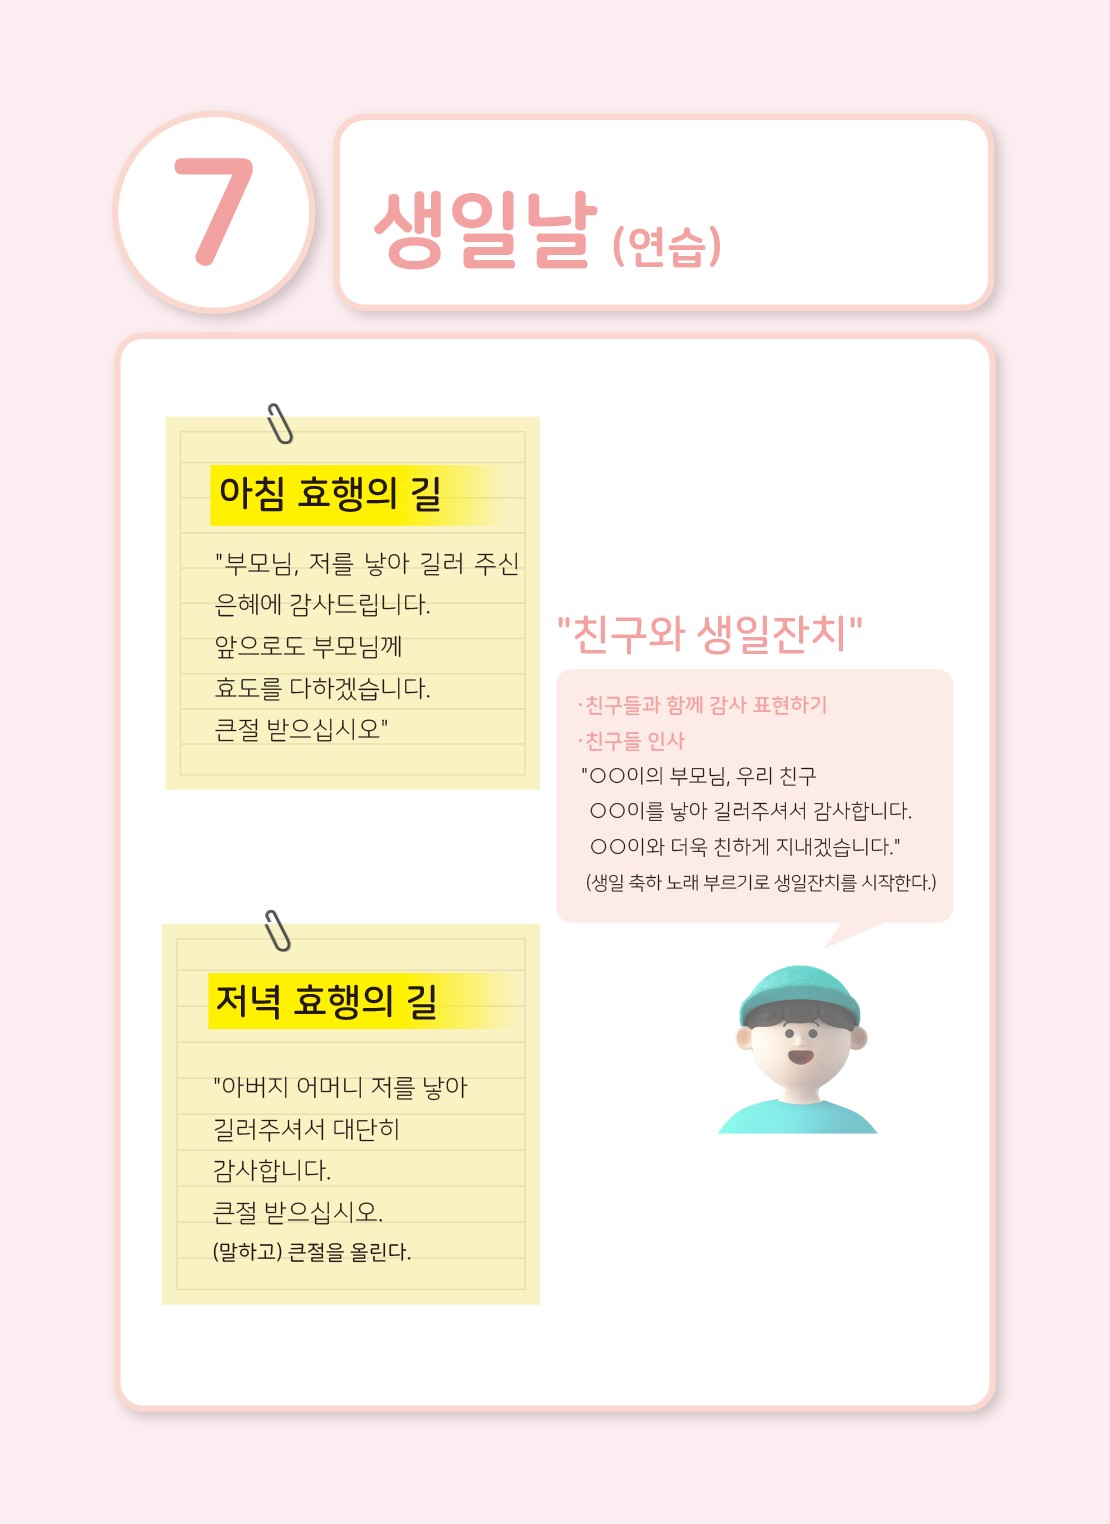 7
생일날 (연습)
아침 효행의 길
"부모님, 저를 낳아 길러 주신
은혜에 감사드립니다.
앞으로도 부모님께
효도를 다하겠습니다.
큰절 받으십시오"
"친구와 생일잔치"
·친구들과 함께 감사 표현하기
·친구들 인사
"○○이의 부모님, 우리 친구
○○이를 낳아 길러주셔서 감사합니다.
○○이와 더욱 친하게 지내겠습니다."
(생일 축하 노래 부르기로 생일잔치를 시작한다.)
저녁 효행의 길
"아버지 어머니 저를 낳아
길러주셔서 대단히
감사합니다.
큰절 받으십시오.
(말하고) 큰절을 올린다.